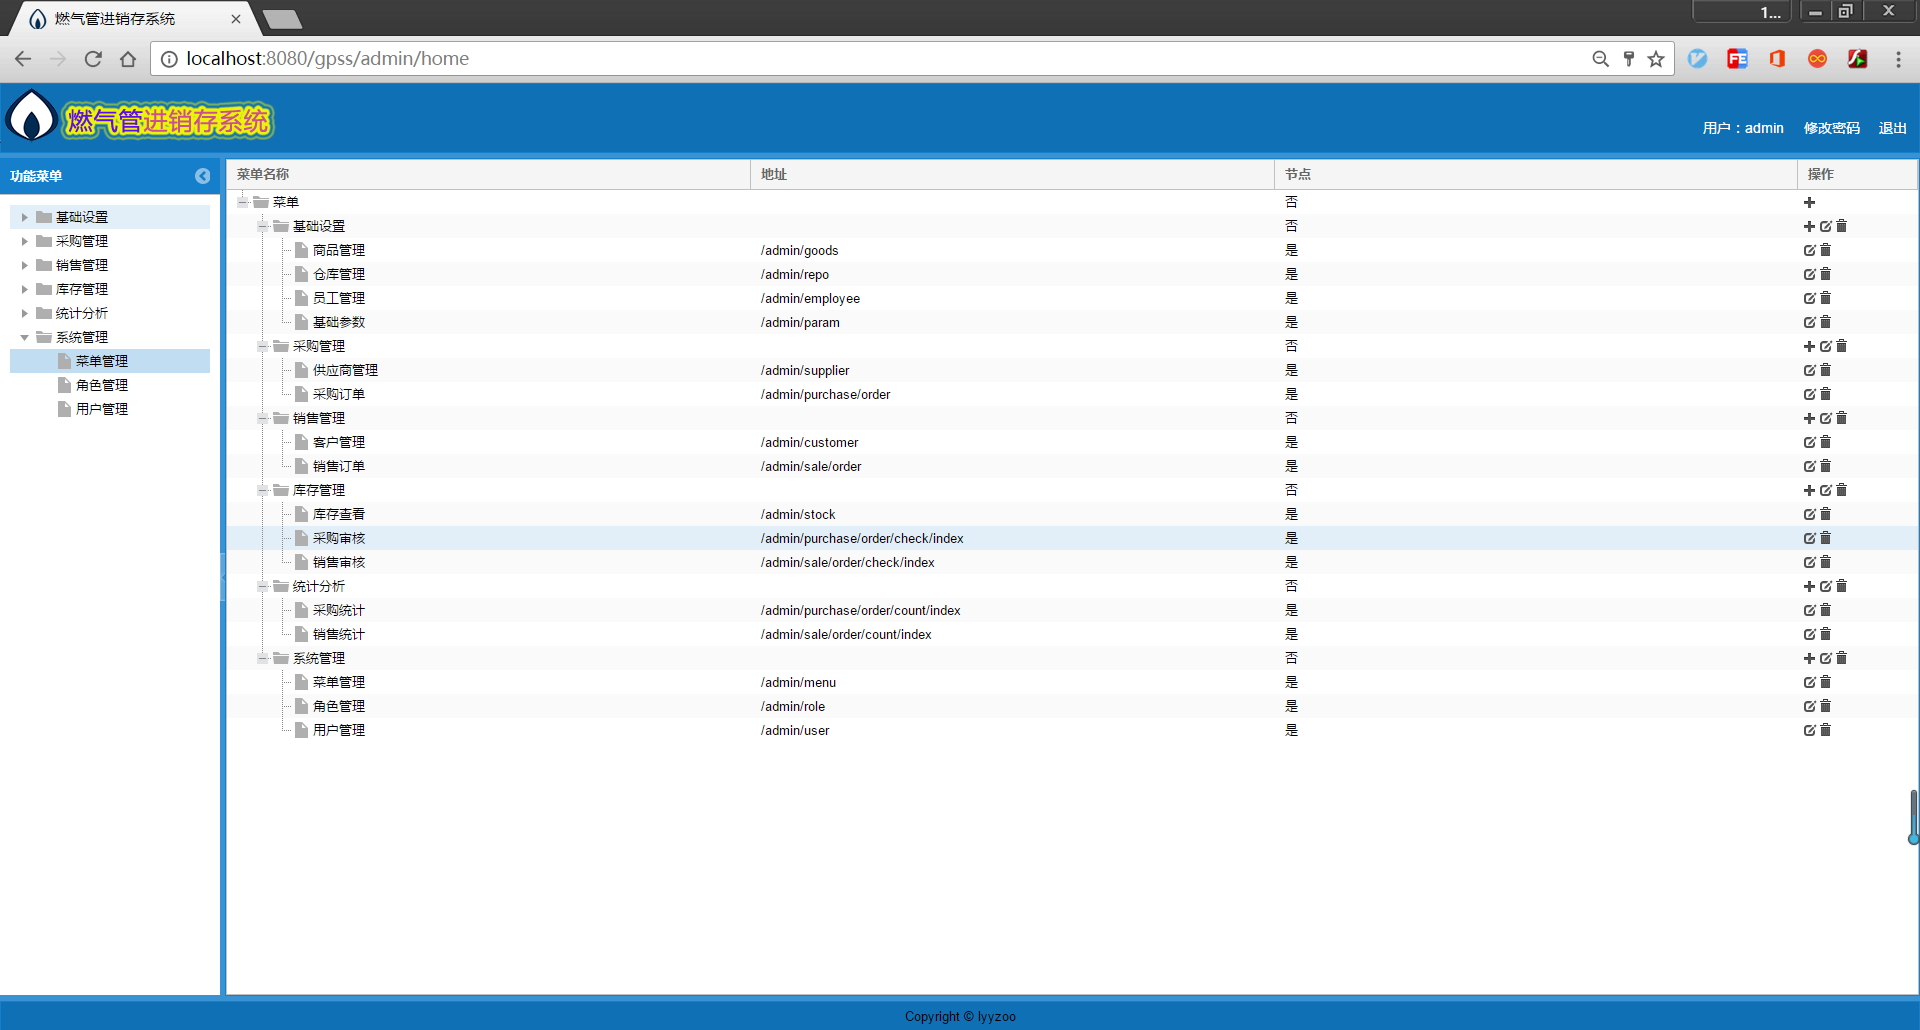 燃气管进销存系统
1...
localhost:8080/gpss/admin/home
燃气管进销存系统
用户：admin 修改密码 退出
功能菜单
基础设置
采购管理
销售管理
库存管理
统计分析
系统管理
菜单管理
角色管理
用户管理
菜单名称 地址 节点 操作
菜单 否
基础设置 否
商品管理 /admin/goods 是
仓库管理 /admin/repo 是
员工管理 /admin/employee 是
基础参数 /admin/param 是
采购管理 否
供应商管理 /admin/supplier 是
采购订单 /admin/purchase/order 是
销售管理 否
客户管理 /admin/customer 是
销售订单 /admin/sale/order 是
库存管理 否
库存查看 /admin/stock 是
采购审核 /admin/purchase/order/check/index 是
销售审核 /admin/sale/order/check/index 是
统计分析 否
采购统计 /admin/purchase/order/count/index 是
销售统计 /admin/sale/order/count/index 是
系统管理 否
菜单管理 /admin/menu 是
角色管理 /admin/role 是
用户管理 /admin/user 是
Copyright © lyyzoo